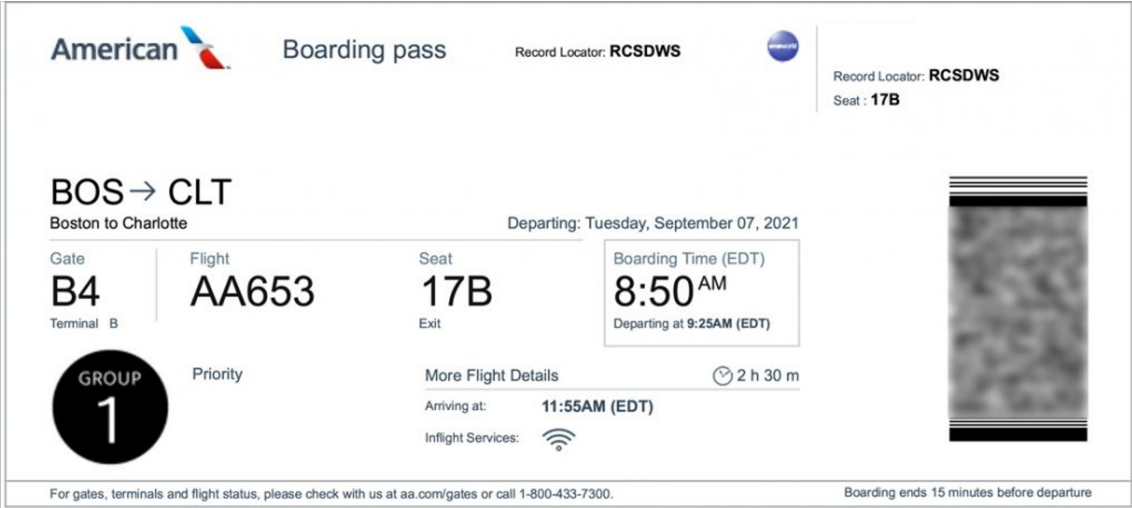 American
Boarding pass
Record Locator: RCSDWS
Record Locator: RCSDWS
Seat : 17B
BOS → CLT
Boston to Charlotte
Departing: Tuesday, September 07, 2021
Gate
B4
Terminal B
Flight
AA653
Seat
17B
Exit
Boarding Time (EDT)
8:50 AM
Departing at 9:25AM (EDT)
GROUP
1
Priority
More Flight Details
2 h 30 m
Arriving at: 11:55AM (EDT)
Inflight Services:
For gates, terminals and flight status, please check with us at aa.com/gates or call 1-800-433-7300.
Boarding ends 15 minutes before departure